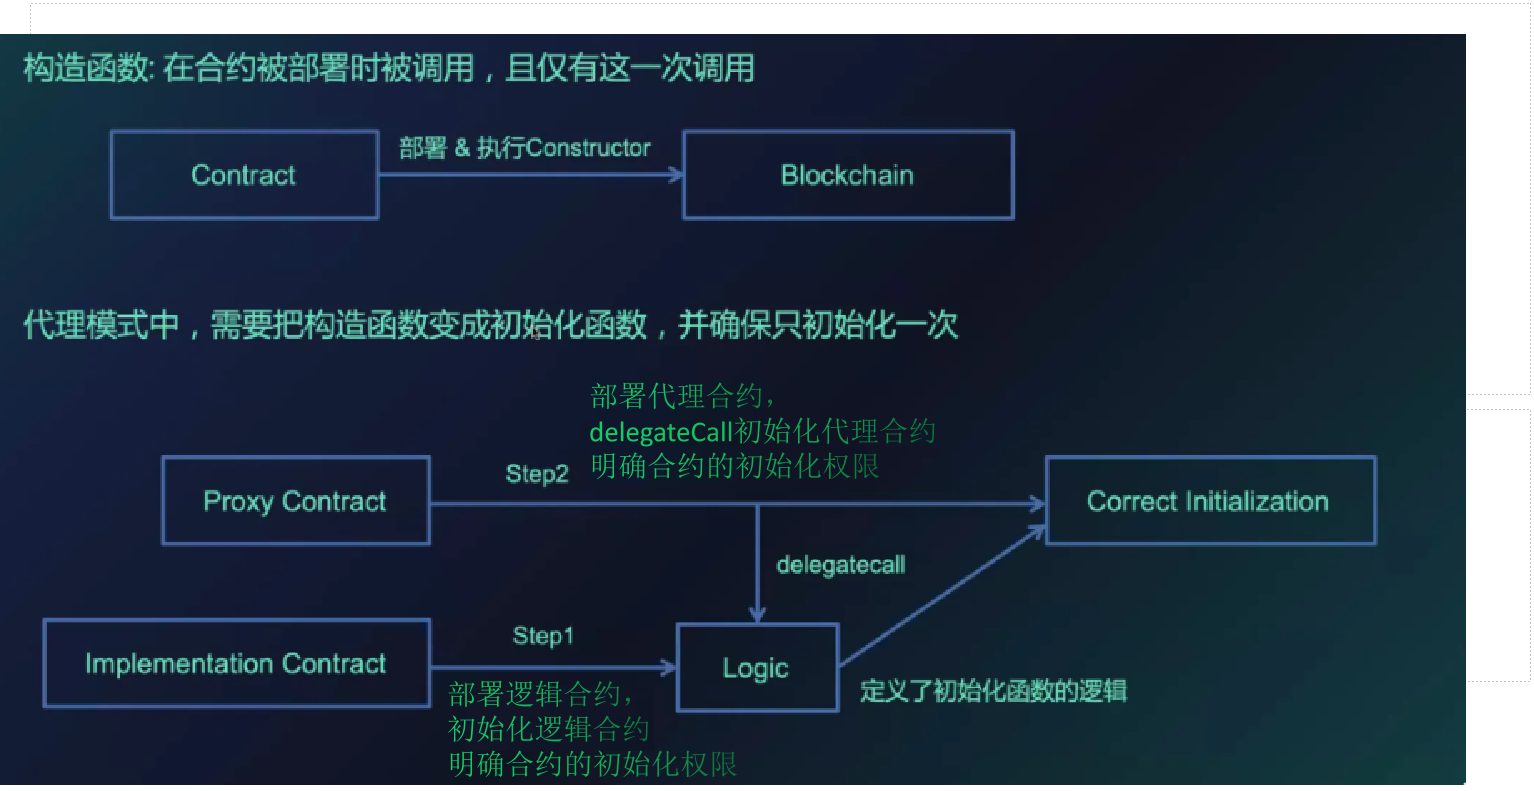 构造函数: 在合约被部署时被调用，且仅有这一次调用
部署 & 执行Constructor
Contract
Blockchain
代理模式中，需要把构造函数变成初始化函数，并确保只初始化一次
部署代理合约，
delegateCall初始化代理合约
明确合约的初始化权限
Step2
Proxy Contract
Correct Initialization
delegatecall
Step1
Implementation Contract
Logic
部署逻辑合约，
初始化逻辑合约
明确合约的初始化权限
定义了初始化函数的逻辑